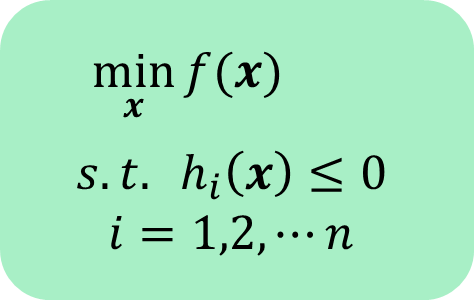 min f(x)
x
s.t. hᵢ(x) ≤ 0
i = 1,2,⋯n